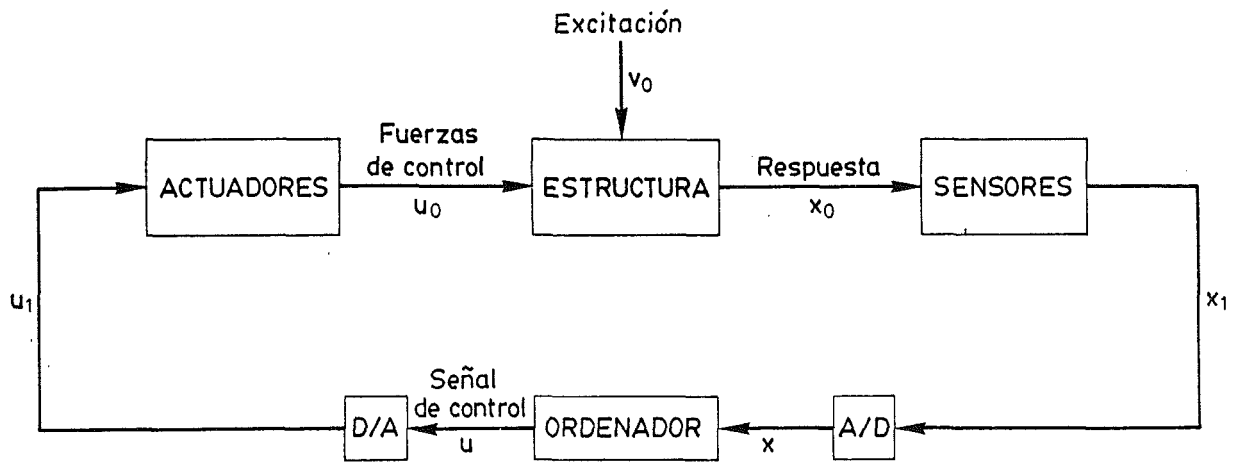 Excitación
v₀
Fuerzas
de control
u₀
Respuesta
x₀
ACTUADORES
ESTRUCTURA
SENSORES
u₁
x₁
Señal
de control
u
D/A
ORDENADOR
x
A/D